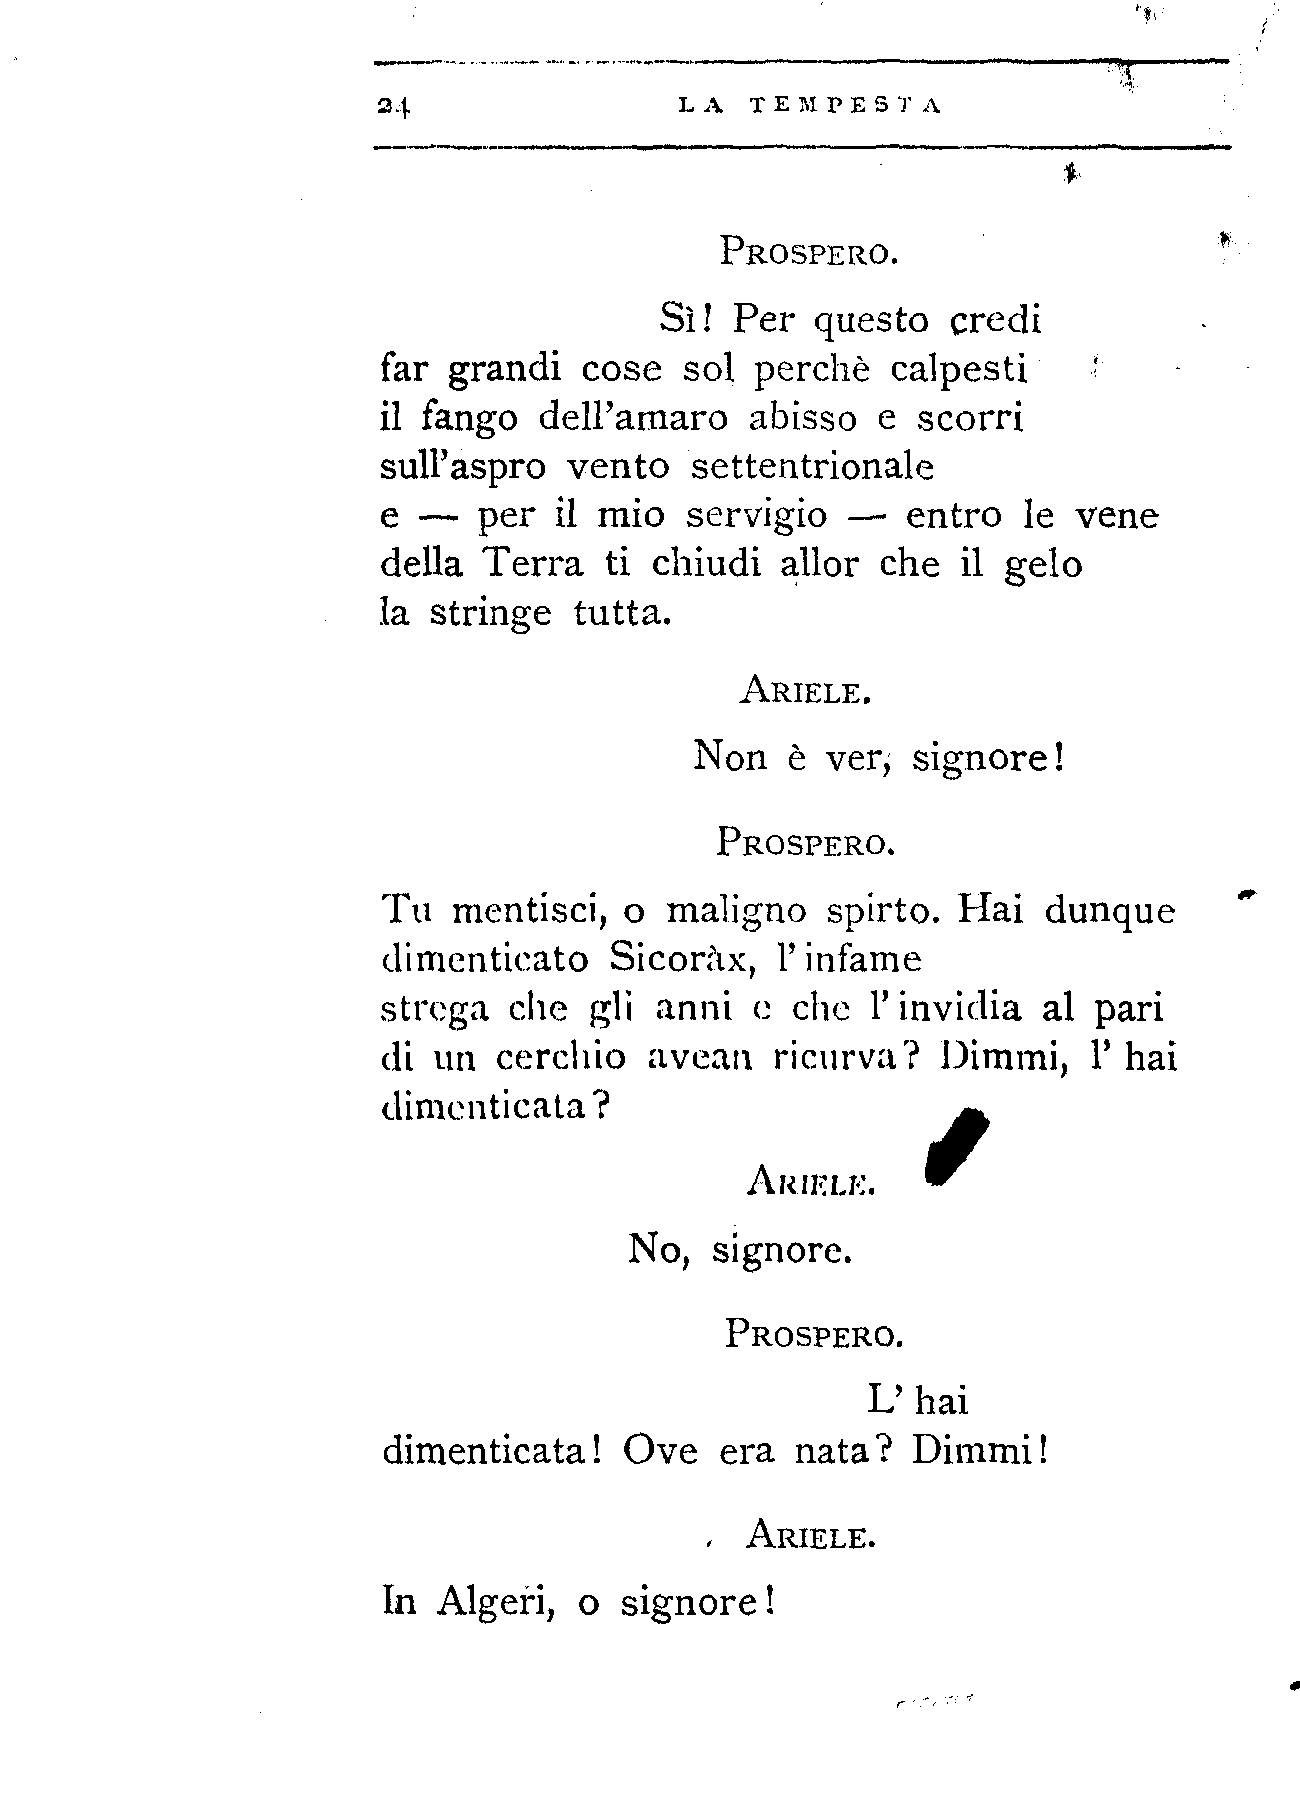 24 LA TEMPESTA
PROSPERO.
Sì! Per questo credi
far grandi cose sol perchè calpesti
il fango dell'amaro abisso e scorri
sull'aspro vento settentrionale
e — per il mio servigio — entro le vene
della Terra ti chiudi allor che il gelo
la stringe tutta.
ARIELE.
Non è ver, signore!
PROSPERO.
Tu mentisci, o maligno spirto. Hai dunque
dimenticato Sicoràx, l'infame
strega che gli anni e che l'invidia al pari
di un cerchio avean ricurva? Dimmi, l'hai
dimenticata?
ARIELE.
No, signore.
PROSPERO.
L'hai
dimenticata! Ove era nata? Dimmi!
ARIELE.
In Algeri, o signore!